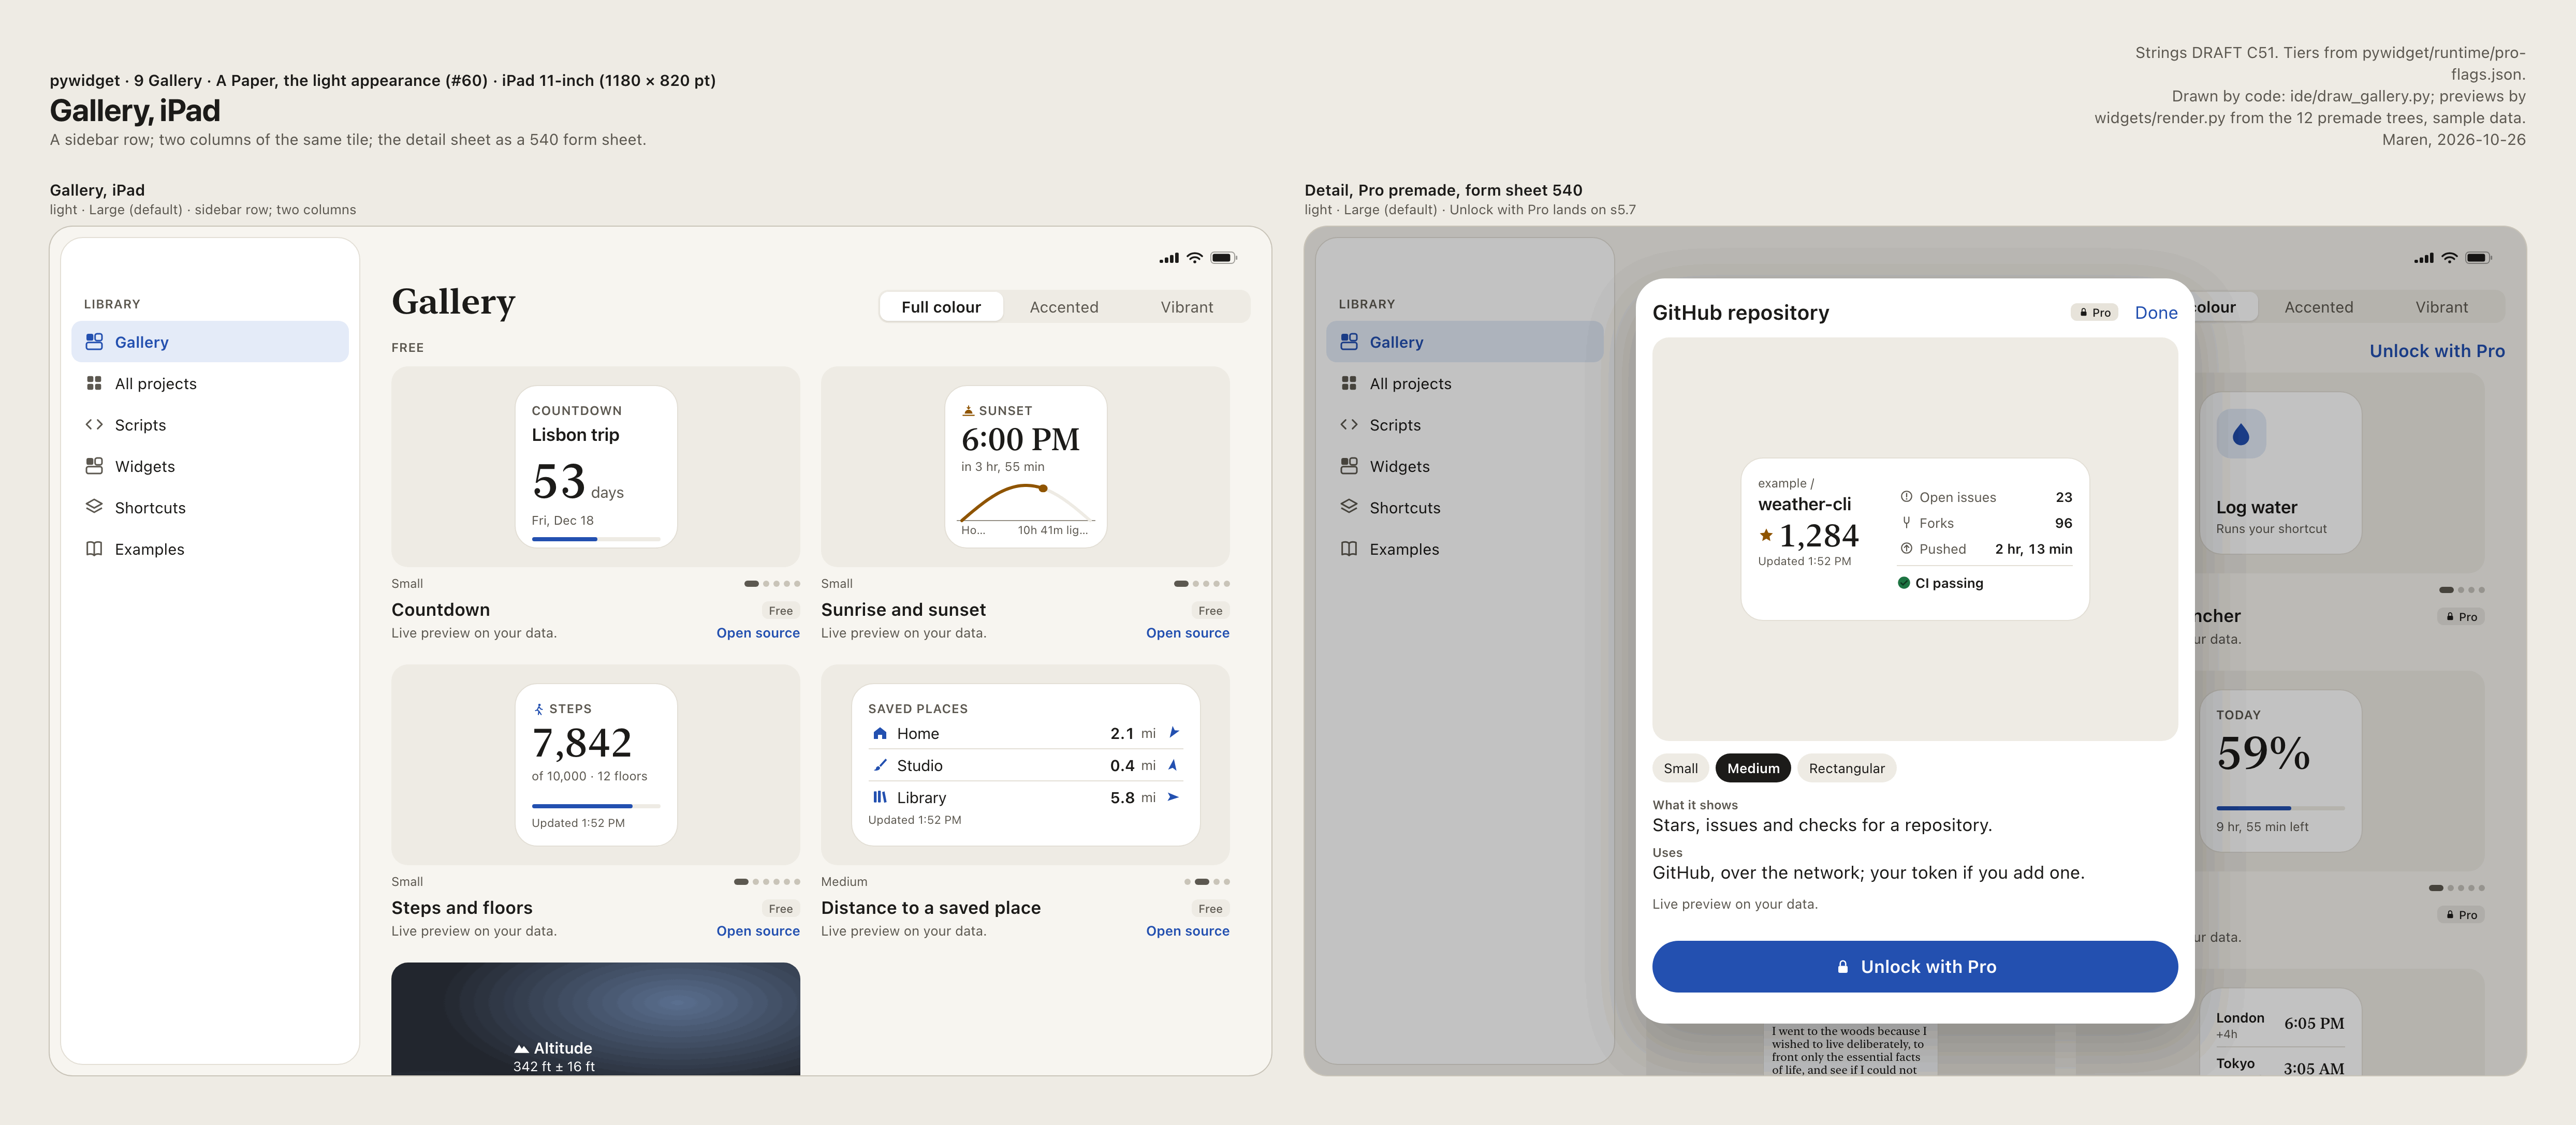 pywidget · 9 Gallery · A Paper, the light appearance (#60) · iPad 11-inch (1180 × 820 pt)
Gallery, iPad
A sidebar row; two columns of the same tile; the detail sheet as a 540 form sheet.
Strings DRAFT C51. Tiers from pywidget/runtime/pro-
flags.json.
Drawn by code: ide/draw_gallery.py; previews by
widgets/render.py from the 12 premade trees, sample data.
Maren, 2026-10-26
Gallery, iPad
light · Large (default) · sidebar row; two columns
LIBRARY
Gallery
All projects
Scripts
Widgets
Shortcuts
Examples
Gallery
Full colour
Accented
Vibrant
FREE
COUNTDOWN
Lisbon trip
53 days
Fri, Dec 18
Small
Countdown
Free
Live preview on your data.
Open source
SUNSET
6:00 PM
in 3 hr, 55 min
Ho...
10h 41m lig...
Small
Sunrise and sunset
Free
Live preview on your data.
Open source
STEPS
7,842
of 10,000 · 12 floors
Updated 1:52 PM
Small
Steps and floors
Free
Live preview on your data.
Open source
SAVED PLACES
Home 2.1 mi
Studio 0.4 mi
Library 5.8 mi
Updated 1:52 PM
Medium
Distance to a saved place
Free
Live preview on your data.
Open source
Altitude
342 ft ± 16 ft
Detail, Pro premade, form sheet 540
light · Large (default) · Unlock with Pro lands on s5.7
LIBRARY
Gallery
All projects
Scripts
Widgets
Shortcuts
Examples
GitHub repository
Pro
Done
example /
weather-cli
1,284
Updated 1:52 PM
Open issues 23
Forks 96
Pushed 2 hr, 13 min
CI passing
Small
Medium
Rectangular
What it shows
Stars, issues and checks for a repository.
Uses
GitHub, over the network; your token if you add one.
Live preview on your data.
Unlock with Pro
olour
Accented
Vibrant
Unlock with Pro
Log water
Runs your shortcut
ncher
Pro
ur data.
TODAY
59%
9 hr, 55 min left
Pro
ur data.
London 6:05 PM
+4h
Tokyo 3:05 AM
I went to the woods because I
wished to live deliberately, to
front only the essential facts
of life, and see if I could not